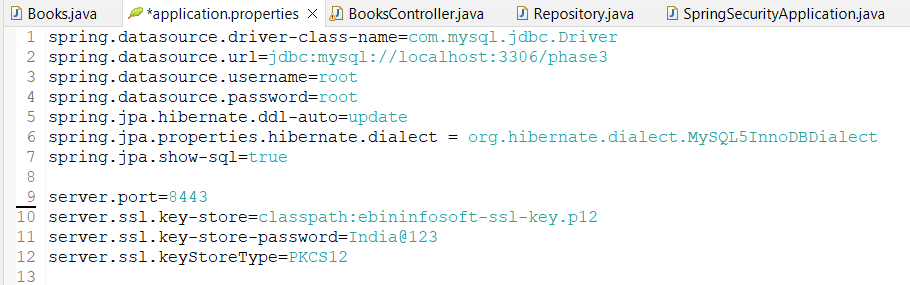 Books.java *application.properties BooksController.java Repository.java SpringSecurityApplication.java
1 spring.datasource.driver-class-name=com.mysql.jdbc.Driver
2 spring.datasource.url=jdbc:mysql://localhost:3306/phase3
3 spring.datasource.username=root
4 spring.datasource.password=root
5 spring.jpa.hibernate.ddl-auto=update
6 spring.jpa.properties.hibernate.dialect = org.hibernate.dialect.MySQL5InnoDBDialect
7 spring.jpa.show-sql=true
8
9 server.port=8443
10 server.ssl.key-store=classpath:ebininfosoft-ssl-key.p12
11 server.ssl.key-store-password=India@123
12 server.ssl.keyStoreType=PKCS12
13